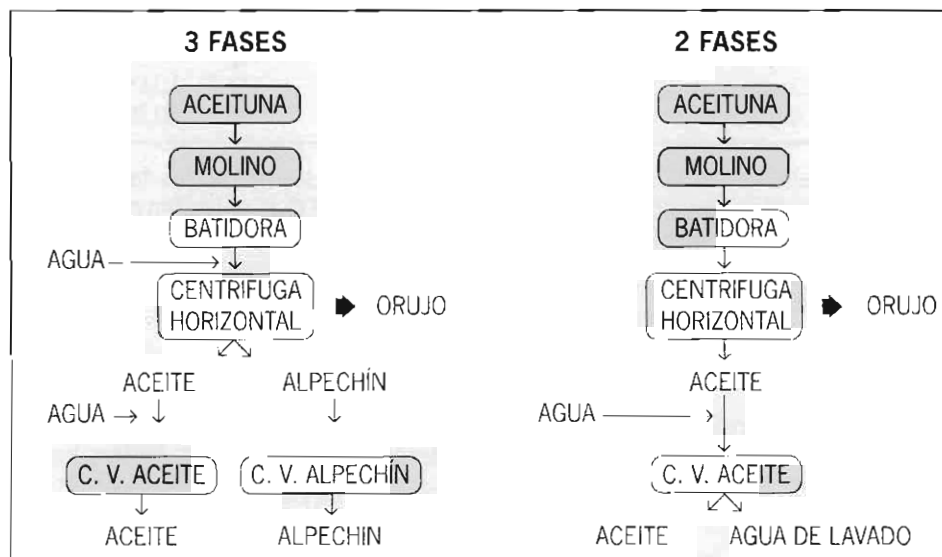 3 FASES
ACEITUNA
MOLINO
BATIDORA
AGUA
CENTRIFUGA
HORIZONTAL
ORUJO
ACEITE
ALPECHÍN
AGUA
C. V. ACEITE
C. V. ALPECHÍN
ACEITE
ALPECHIN
2 FASES
ACEITUNA
MOLINO
BATIDORA
CENTRIFUGA
HORIZONTAL
ORUJO
ACEITE
AGUA
C. V. ACEITE
ACEITE
AGUA DE LAVADO